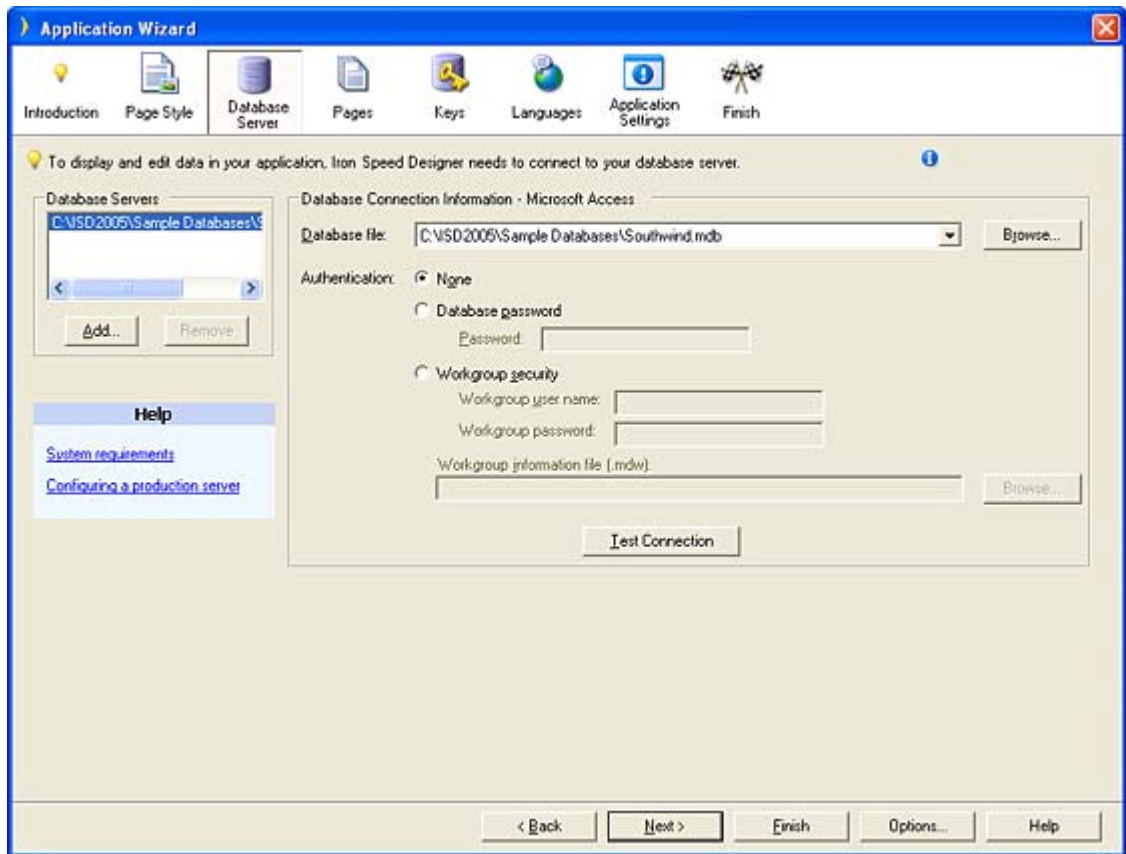 Application Wizard
Introduction
Page Style
Database Server
Pages
Keys
Languages
Application Settings
Finish
To display and edit data in your application, Iron Speed Designer needs to connect to your database server.
Database Servers
C:\ISD2005\Sample Databases\S
Add...
Remove
Help
System requirements
Configuring a production server
Database Connection Information - Microsoft Access
Database file:
C:\ISD2005\Sample Databases\Southwind.mdb
Browse...
Authentication:
None
Database password
Password:
Workgroup security
Workgroup user name:
Workgroup password:
Workgroup information file (.mdw):
Browse...
Test Connection
< Back
Next >
Finish
Options...
Help